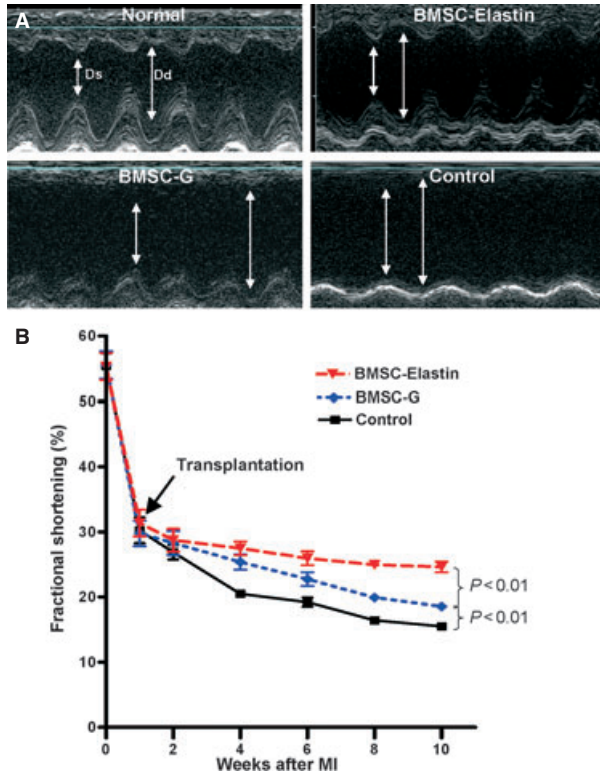 A
Normal
Ds
Dd
BMSC-Elastin
BMSC-G
Control
B
60
50
40
30
20
10
0
Fractional shortening (%)
Transplantation
BMSC-Elastin
BMSC-G
Control
P<0.01
P<0.01
0 2 4 6 8 10
Weeks after MI